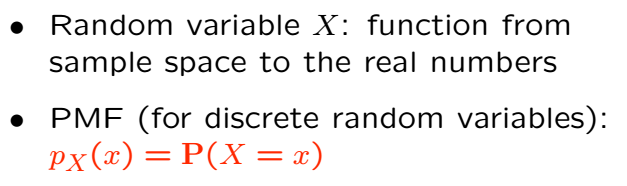 • Random variable X: function from
sample space to the real numbers
• PMF (for discrete random variables):
p_X(x) = P(X = x)